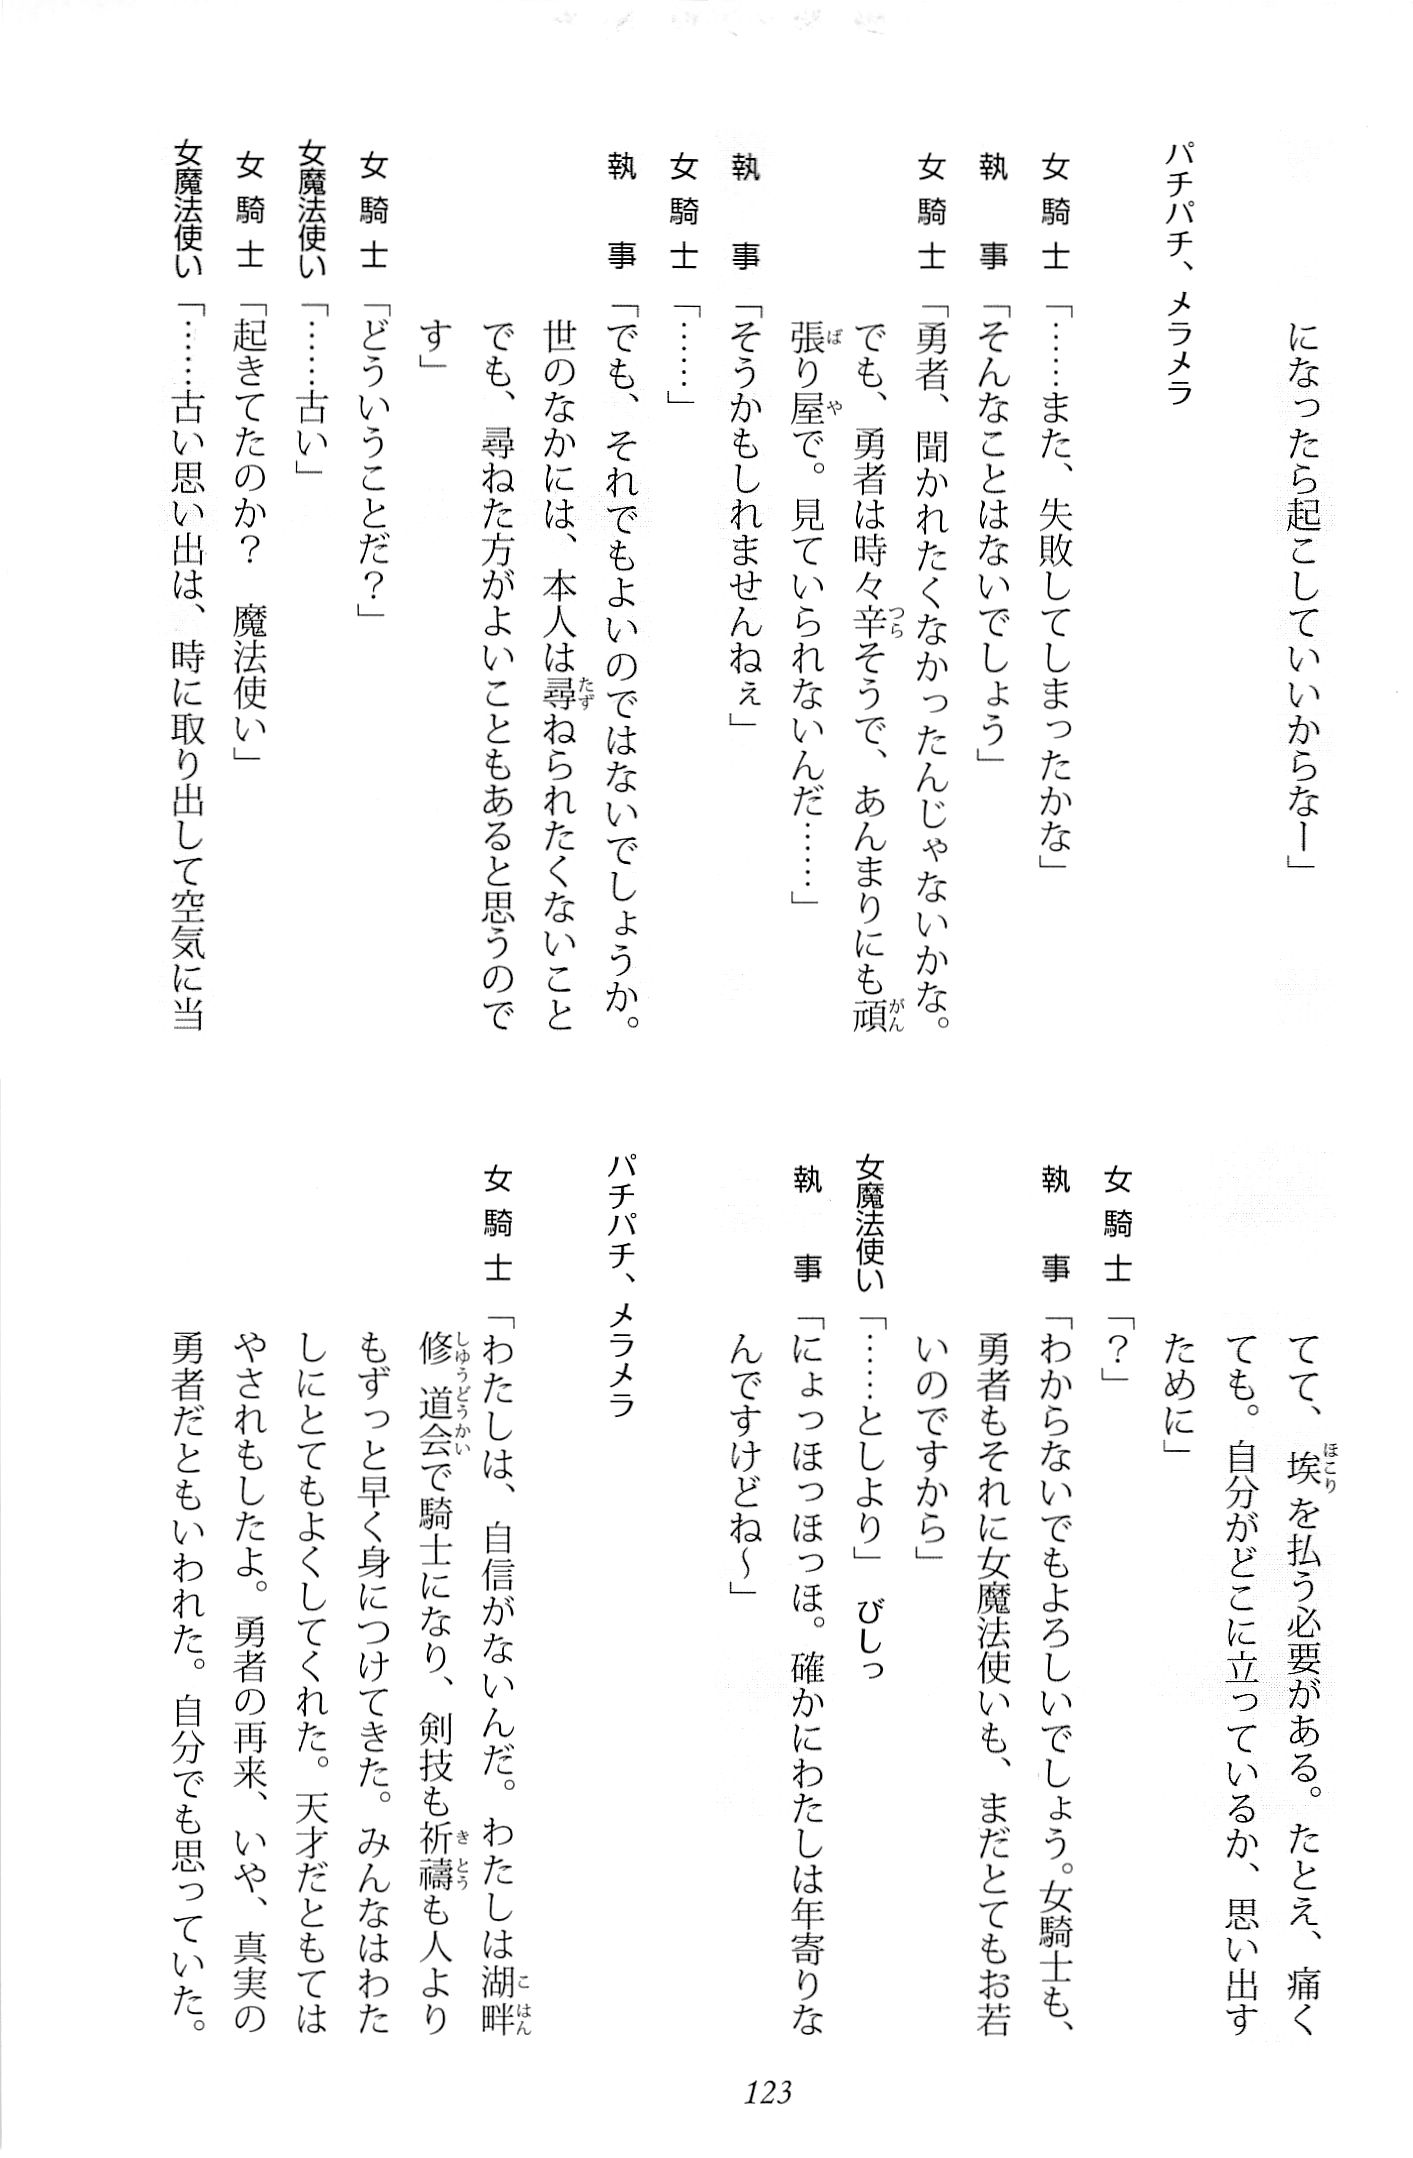 になったら起こしていいからなー」
パチパチ、メラメラ
女騎士「……また、失敗してしまったかな」
執事「そんなことはないでしょう」
女騎士「勇者、聞かれたくなかったんじゃないかな。
でも、勇者は時々辛そうで、あんまりにも頑
張り屋で。見ていられないんだ……」
執事「そうかもしれませんねぇ」
女騎士「……」
執事「でも、それでもよいのではないでしょうか。
世のなかには、本人は尋ねられたくないこと
でも、尋ねた方がよいこともあると思うので
す」
女騎士「どういうことだ？」
女魔法使い「……古い」
女騎士「起きてたのか？　魔法使い」
女魔法使い「……古い思い出は、時に取り出して空気に当
てて、埃を払う必要がある。たとえ、痛く
ても。自分がどこに立っているか、思い出す
ために」
女騎士「？」
執事「わからないでもよろしいでしょう。女騎士も、
勇者もそれに女魔法使いも、まだとてもお若
いのですから」
女魔法使い「……としより」 びしっ
執事「にょっほっほっほ。確かにわたしは年寄りな
んですけどね〜」
パチパチ、メラメラ
女騎士「わたしは、自信がないんだ。わたしは湖畔
修道会で騎士になり、剣技も祈禱も人より
もずっと早く身につけてきた。みんなはわた
しにとてもよくしてくれた。天才だともては
やされもしたよ。勇者の再来、いや、真実の
勇者だともいわれた。自分でも思っていた。
123